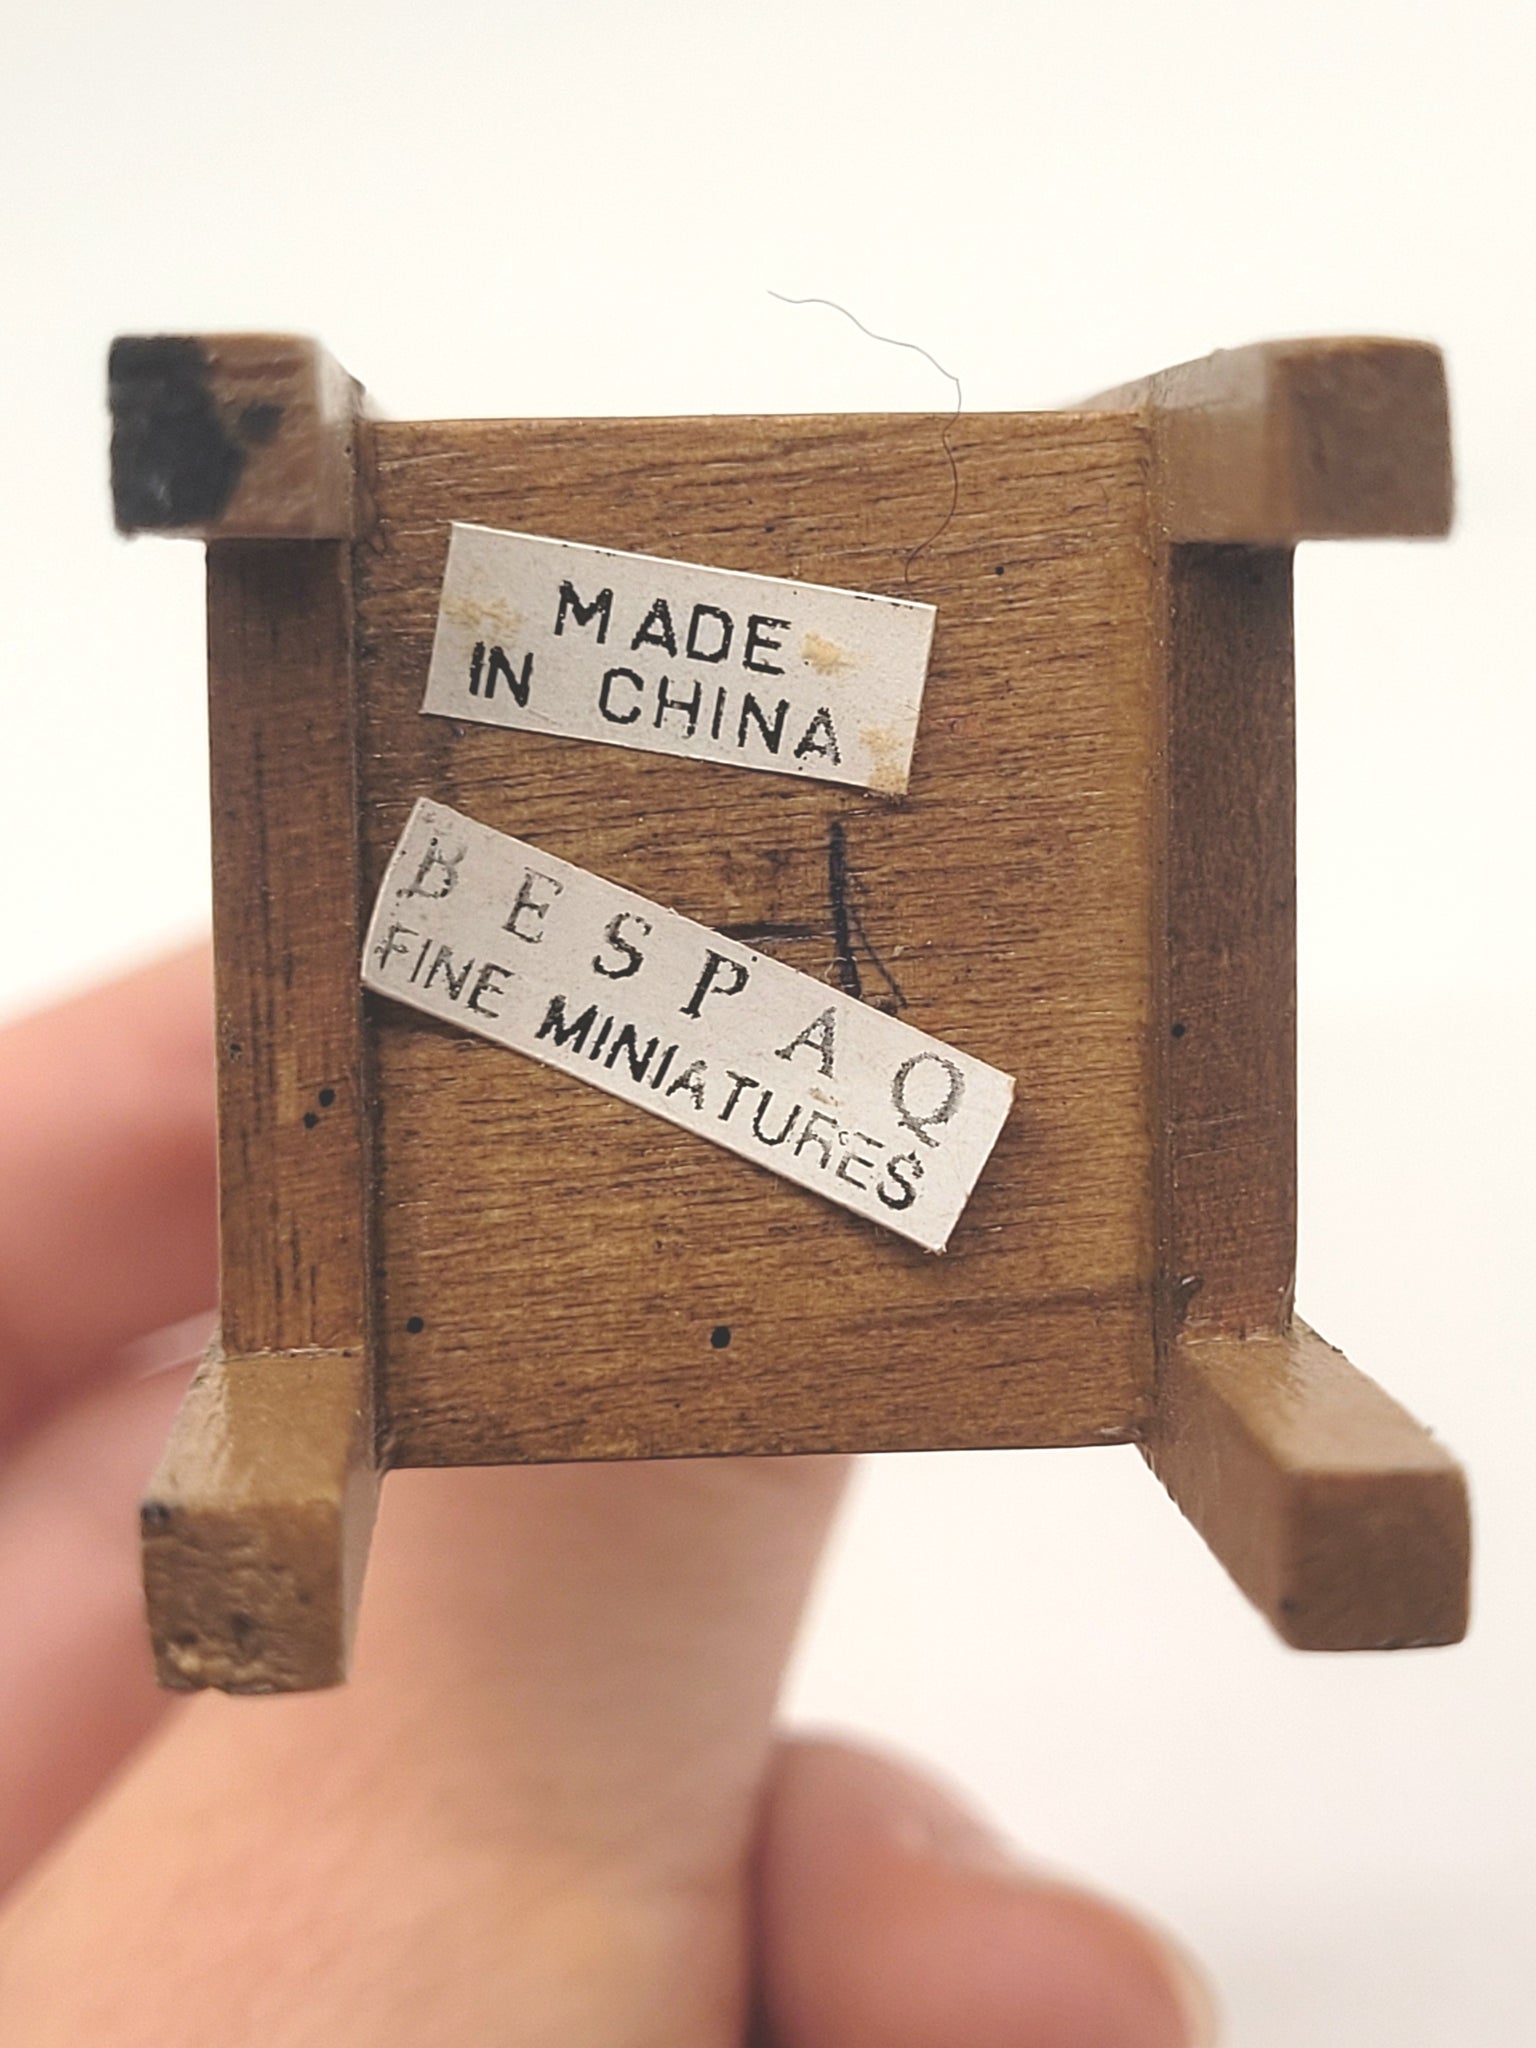 MADE
IN CHINA
BESPAQ
FINE MINIATURES